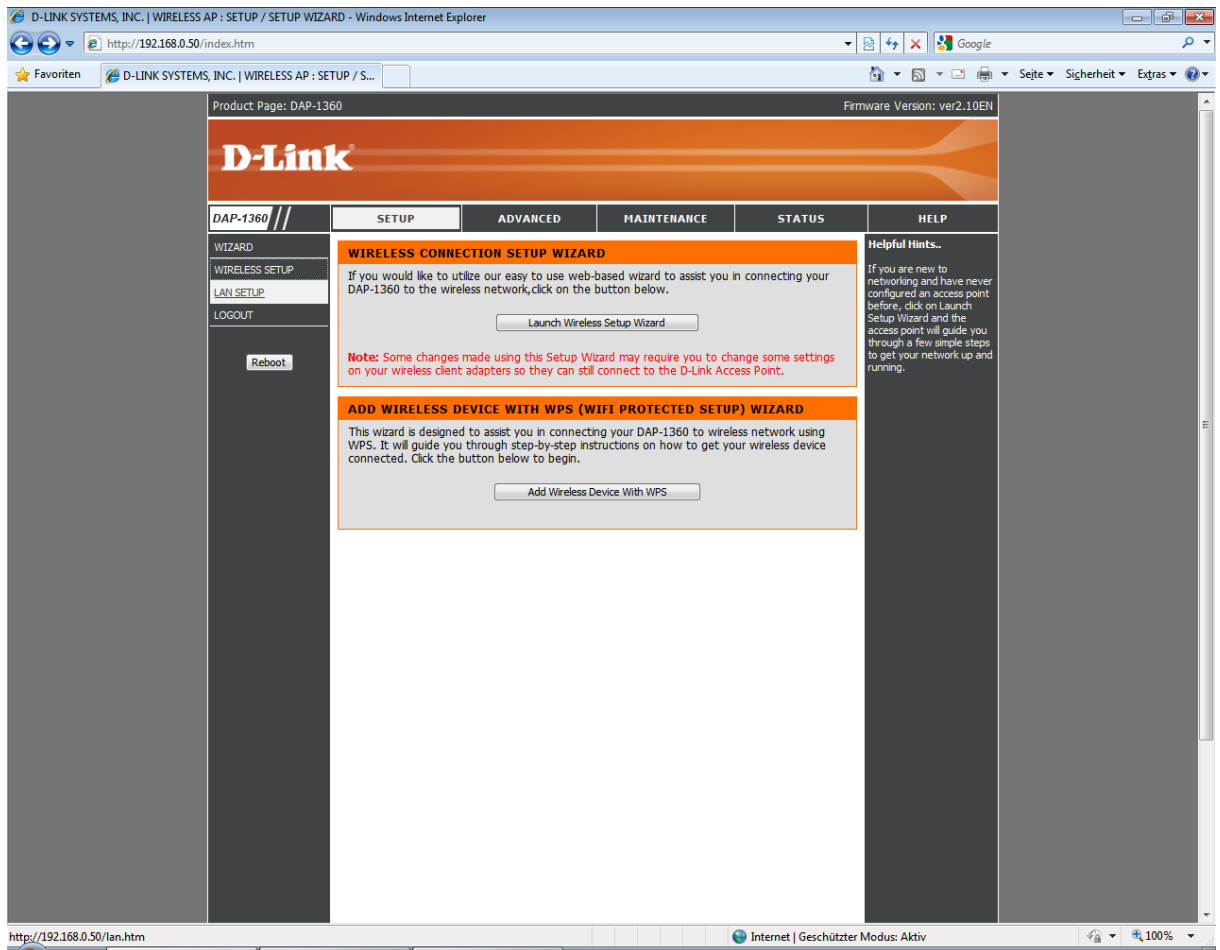 D-LINK SYSTEMS, INC. | WIRELESS AP : SETUP / SETUP WIZARD - Windows Internet Explorer
http://192.168.0.50/index.htm
Google
Favoriten
D-LINK SYSTEMS, INC. | WIRELESS AP : SETUP / S...
Seite
Sicherheit
Extras
Product Page: DAP-1360
Firmware Version: ver2.10EN
D-Link
DAP-1360
SETUP
ADVANCED
MAINTENANCE
STATUS
HELP
WIZARD
WIRELESS SETUP
LAN SETUP
LOGOUT
Reboot
WIRELESS CONNECTION SETUP WIZARD
If you would like to utilize our easy to use web-based wizard to assist you in connecting your
DAP-1360 to the wireless network,click on the button below.
Launch Wireless Setup Wizard
Note: Some changes made using this Setup Wizard may require you to change some settings
on your wireless client adapters so they can still connect to the D-Link Access Point.
ADD WIRELESS DEVICE WITH WPS (WIFI PROTECTED SETUP) WIZARD
This wizard is designed to assist you in connecting your DAP-1360 to wireless network using
WPS. It will guide you through step-by-step instructions on how to get your wireless device
connected. Click the button below to begin.
Add Wireless Device With WPS
Helpful Hints..
If you are new to
networking and have never
configured an access point
before, click on Launch
Setup Wizard and the
access point will guide you
through a few simple steps
to get your network up and
running.
http://192.168.0.50/lan.htm
Internet | Geschützter Modus: Aktiv
100%